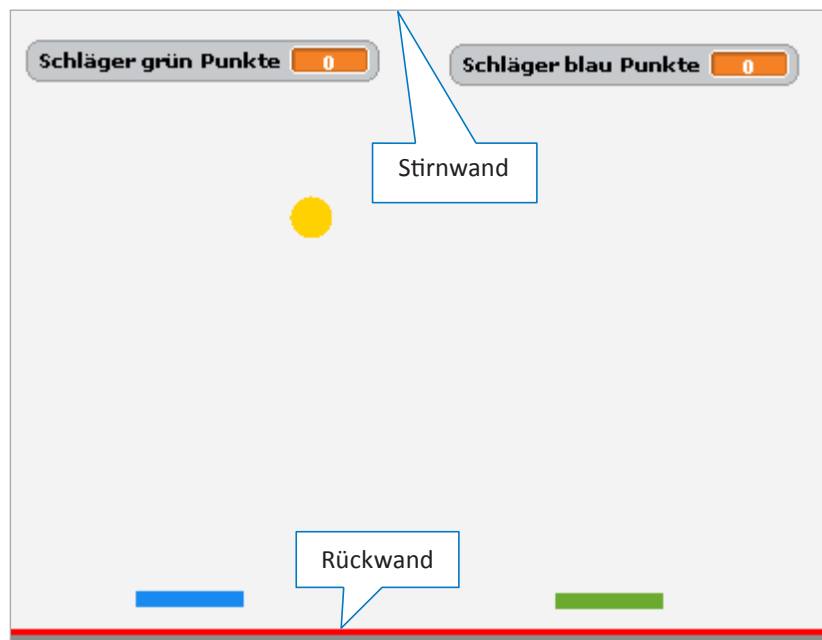 Schläger grün Punkte 0
Schläger blau Punkte 0
Stirnwand
Rückwand